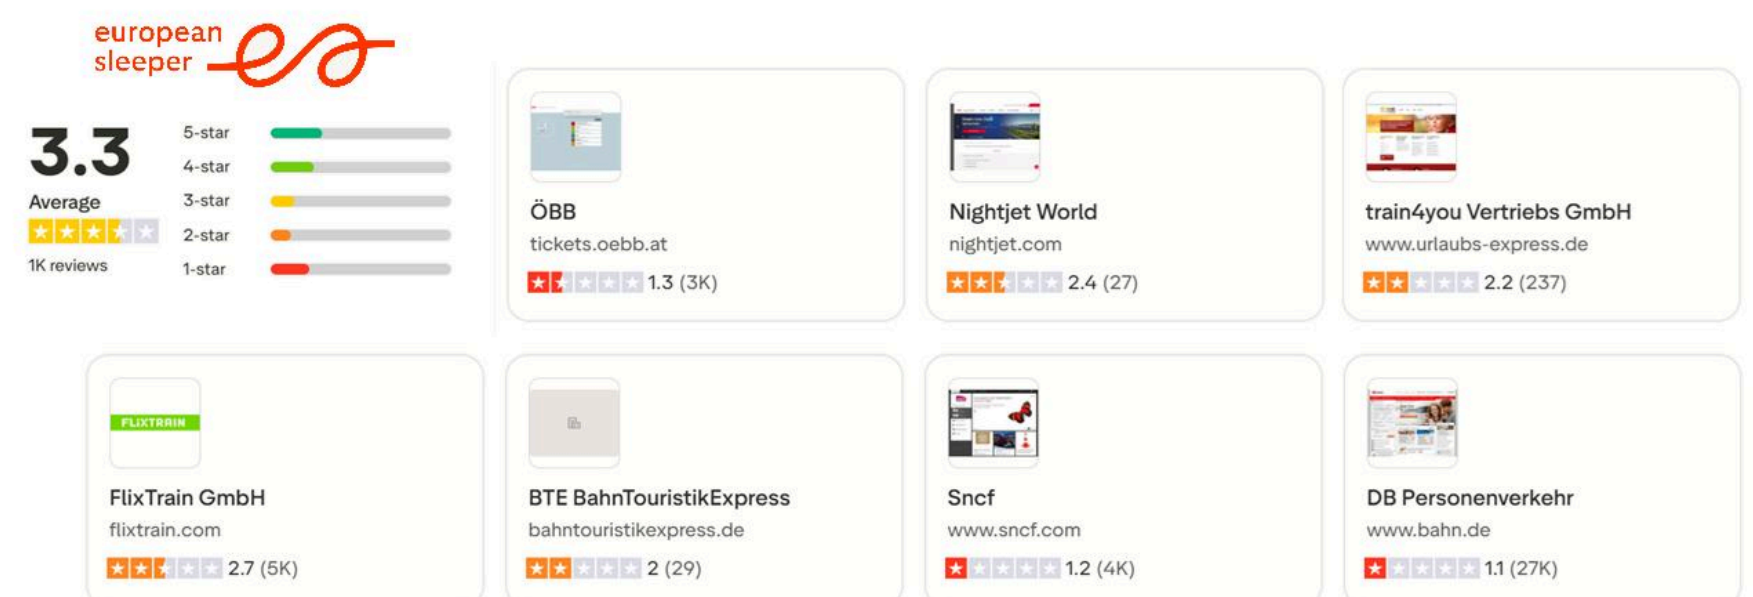 european
sleeper
3.3
Average
1K reviews
5-star
4-star
3-star
2-star
1-star
ÖBB
tickets.oebb.at
1.3 (3K)
Nightjet World
nightjet.com
2.4 (27)
train4you Vertriebs GmbH
www.urlaubs-express.de
2.2 (237)
FLiXTRAIN
FlixTrain GmbH
flixtrain.com
2.7 (5K)
BTE BahnTouristikExpress
bahntouristikexpress.de
2 (29)
Sncf
www.sncf.com
1.2 (4K)
DB Personenverkehr
www.bahn.de
1.1 (27K)